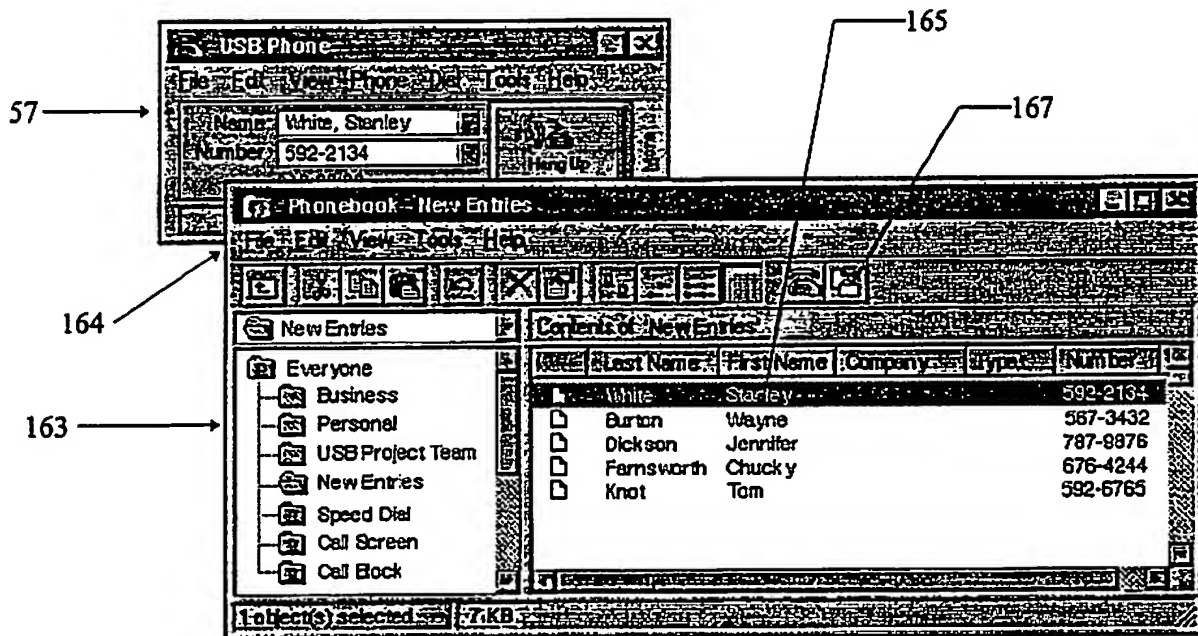 165
USB Phone
File Edit View Phone Dial Tools Help
57
167
Name White, Stanley
Number 592-2134
Hang Up
Phonebook - New Entries
File Edit View Tools Help
164
New Entries
Contents of 'New Entries'
Last Name First Name Company Type Number
Everyone
Business
Personal
USB Project Team
New Entries
Speed Dial
Call Screen
Call Block
163
White Stanley 592-2134
Burton Wayne 567-3432
Dickson Jennifer 787-9876
Farnsworth Chucky 676-4244
Knot Tom 592-6765
1 object(s) selected 7 KB